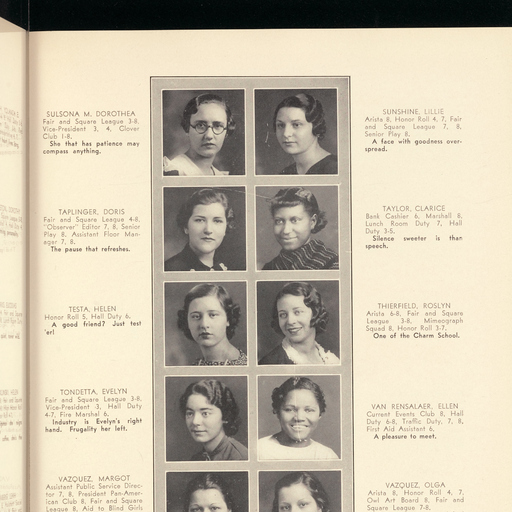 SULSONA M. DOROTHEA
Fair and Square League 3-8,
Vice-President 3, 4, Clover
Club 1-8.
She that has patience may
compass anything.
TAPLINGER, DORIS
Fair and Square League 4-8,
"Observer" Editor 7, 8, Senior
Play 8, Assistant Floor Man-
ager 7, 8.
The pause that refreshes.
TESTA, HELEN
Honor Roll 5, Hall Duty 6.
A good friend? Just test
'er!
TONDETTA, EVELYN
Fair and Square League 3-8,
Vice-President 3, Hall Duty
4-7, Fire Marshal 6.
Industry is Evelyn's right
hand. Frugality her left.
VAZQUEZ, MARGOT
Assistant Public Service Direc-
tor 7, 8, President Pan-Amer-
ican Club 8, Fair and Square
League 8, Aid to Blind Girls
SUNSHINE, LILLIE
Arista 8, Honor Roll 4, 7, Fair
and Square League 7, 8,
Senior Play 8.
A face with goodness over-
spread.
TAYLOR, CLARICE
Bank Cashier 6, Marshall 8,
Lunch Room Duty 7, Hall
Duty 3-5.
Silence sweeter is than
speech.
THIERFIELD, ROSLYN
Arista 6-8, Fair and Square
League 3-8, Mimeograph
Squad 8, Honor Roll 3-7.
One of the Charm School.
VAN RENSALAER, ELLEN
Current Events Club 8, Hall
Duty 6-8, Traffic Duty, 7, 8,
First Aid Assistant 6.
A pleasure to meet.
VAZQUEZ, OLGA
Arista 8, Honor Roll 4, 7,
Owl Art Board 8, Fair and
Square League 7-8.